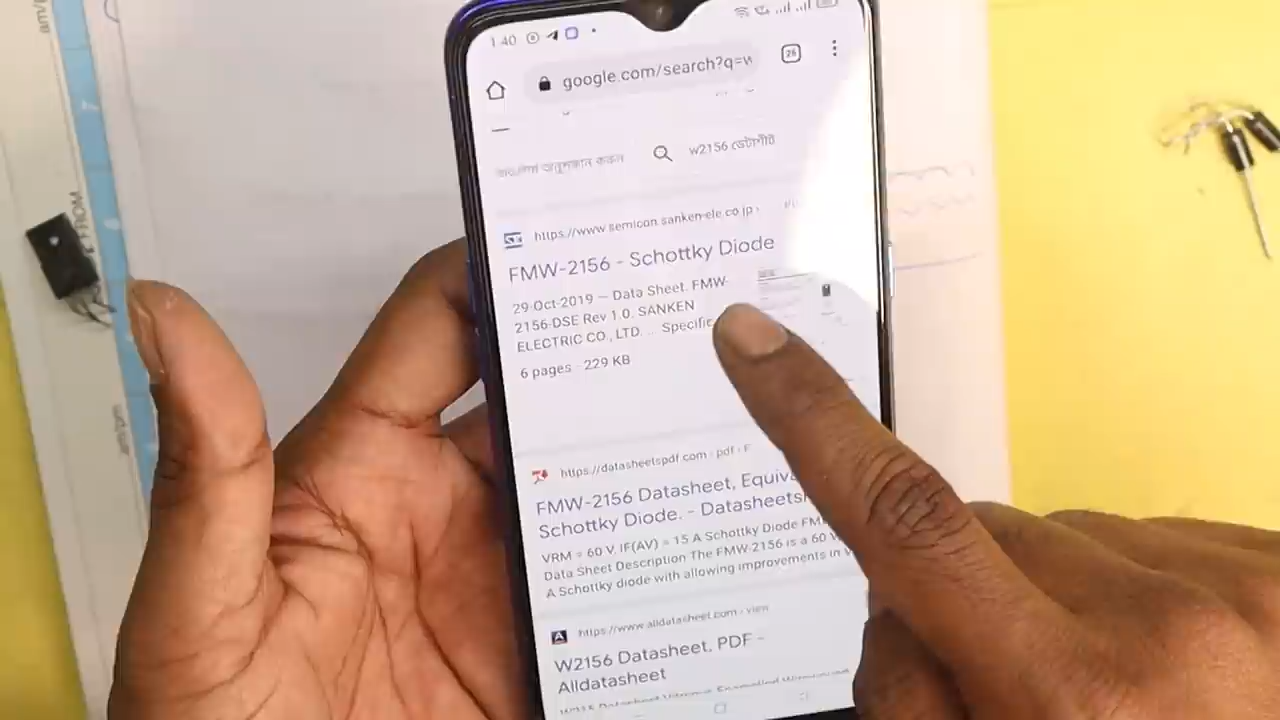 1:40
google.com/search?q=w
26
w2156 ডেটাশীট
https://www.semicon.sanken-ele.co.jp ›
FMW-2156 - Schottky Diode
29-Oct-2019 — Data Sheet. FMW-
2156-DSE Rev 1.0. SANKEN
ELECTRIC CO., LTD. ... Specific
6 pages · 229 KB
https://datasheetspdf.com › pdf › F
FMW-2156 Datasheet, Equiva
Schottky Diode. - Datasheets
VRM = 60 V, IF(AV) = 15 A Schottky Diode FM
Data Sheet Description The FMW-2156 is a 60 V
A Schottky diode with allowing improvements in V
https://www.alldatasheet.com › view
W2156 Datasheet, PDF -
Alldatasheet
FROM
am/pm